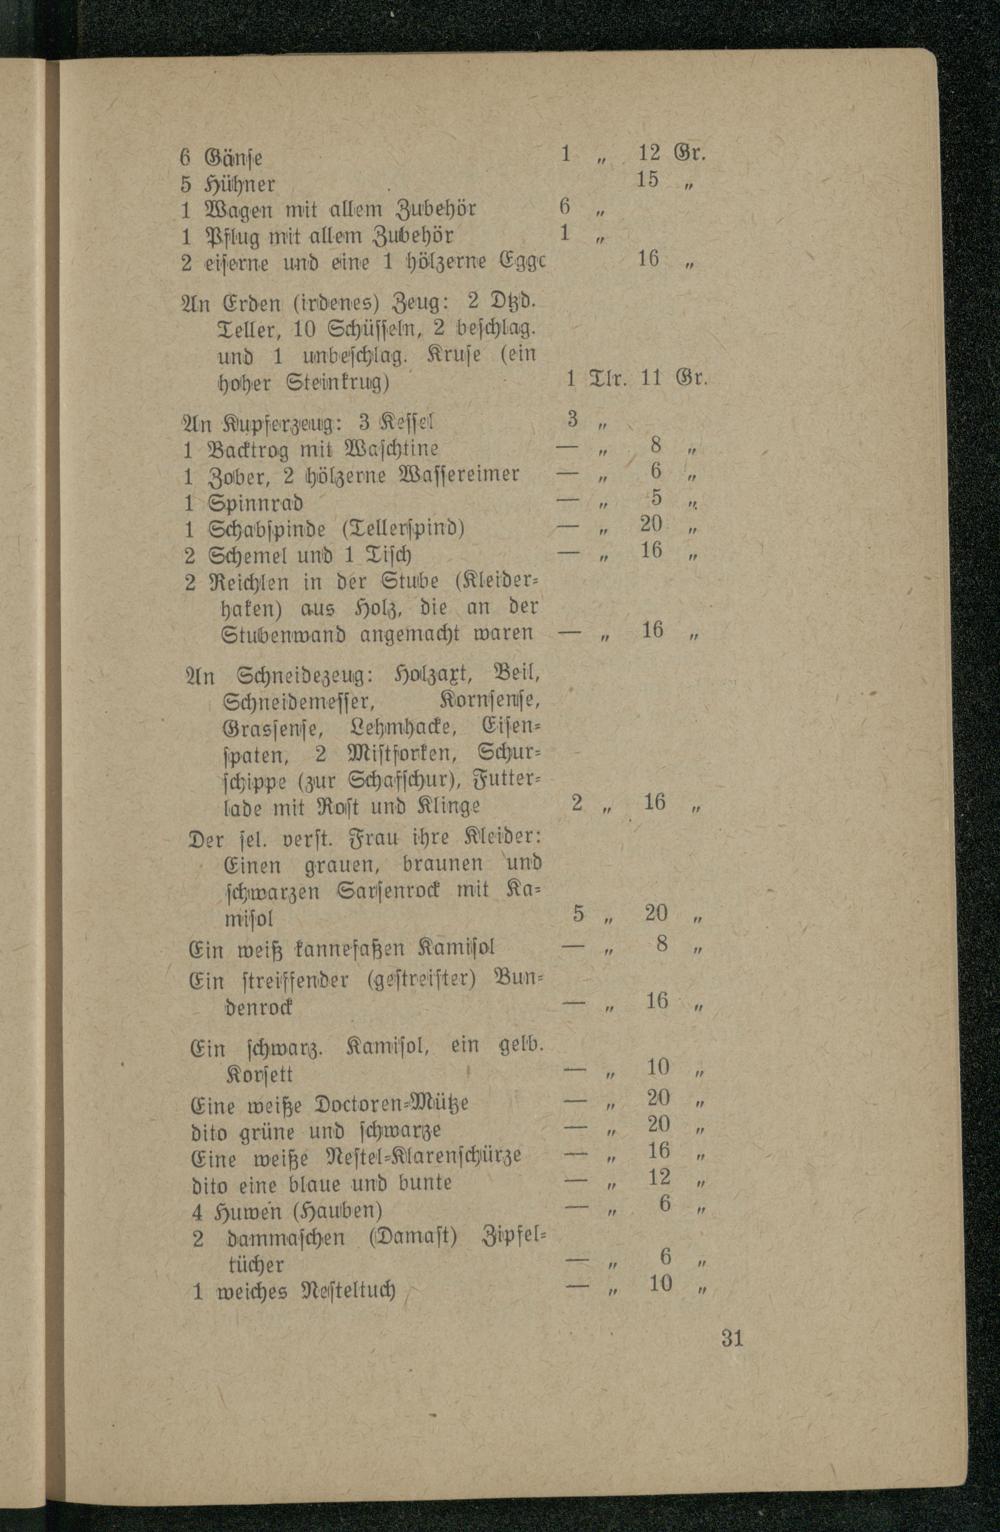 6 Gänse 1 „ 12 Gr.
5 Hühner 15 „
1 Wagen mit allem Zubehör 6 „
1 Pflug mit allem Zubehör 1 „
2 eiserne und eine 1 hölzerne Egge 16 „
An Erden (irdenes) Zeug: 2 Dtzd.
Teller, 10 Schüsseln, 2 beschlag.
und 1 unbeschlag. Kruse (ein
hoher Steinkrug) 1 Tlr. 11 Gr.
An Kupferzeug: 3 Kessel 3 „
1 Backtrog mit Waschtine — „ 8 „
1 Zober, 2 hölzerne Wassereimer — „ 6 „
1 Spinnrad — „ 5 „
1 Schabspinde (Tellerspind) — „ 20 „
2 Schemel und 1 Tisch — „ 16 „
2 Reichlen in der Stube (Kleider-
haken) aus Holz, die an der
Stubenwand angemacht waren — „ 16 „
An Schneidezeug: Holzaxt, Beil,
Schneidemesser, Kornsense,
Grassense, Lehmhacke, Eisen-
spaten, 2 Mistforken, Schur-
schippe (zur Schafschur), Futter-
lade mit Rost und Klinge 2 „ 16 „
Der sel. verst. Frau ihre Kleider:
Einen grauen, braunen und
schwarzen Sarsenrock mit Ka-
misol 5 „ 20 „
Ein weiß kannefaßen Kamisol — „ 8 „
Ein streiffender (gestreifter) Bun-
denrock — „ 16 „
Ein schwarz. Kamisol, ein gelb.
Korsett — „ 10 „
Eine weiße Doctoren-Mütze — „ 20 „
dito grüne und schwarze — „ 20 „
Eine weiße Nestel-Klarenschürze — „ 16 „
dito eine blaue und bunte — „ 12 „
4 Huwen (Hauben) — „ 6 „
2 dammaschen (Damast) Zipfel-
tücher — „ 6 „
1 weiches Nesteltuch — „ 10 „
31